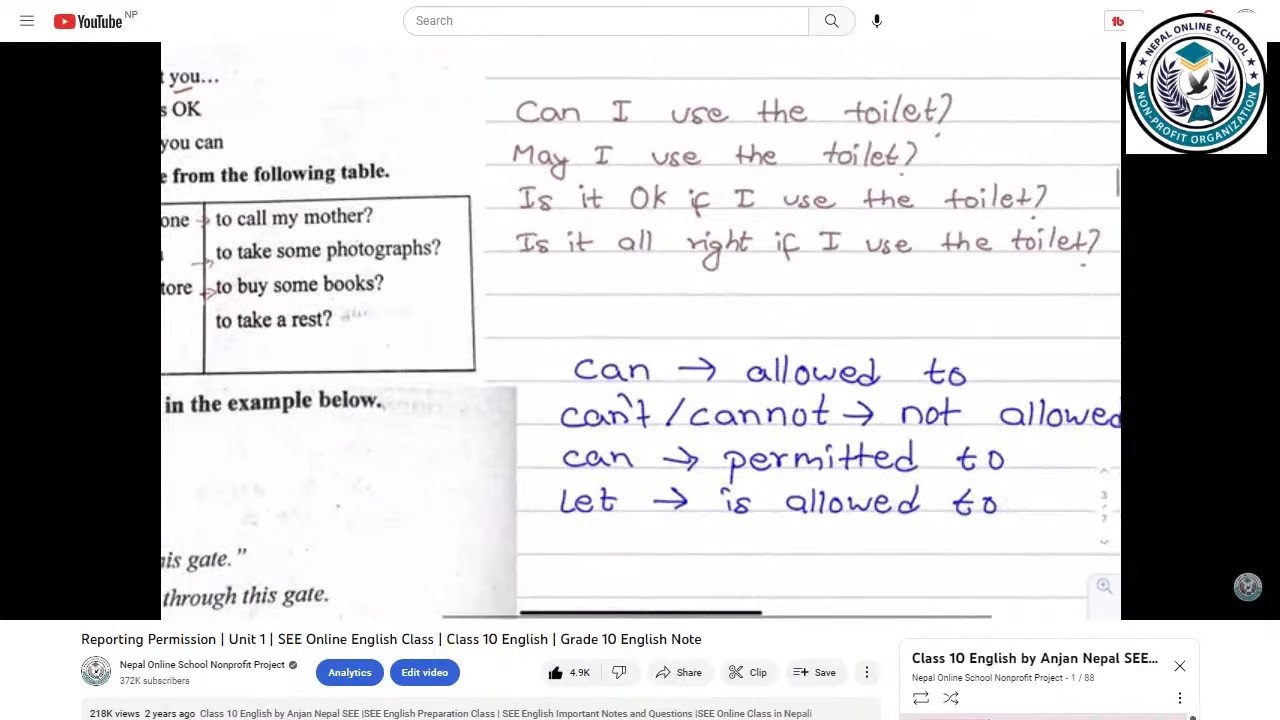 NP
YouTube
Search
NEPAL ONLINE SCHOOL
NON-PROFIT ORGANIZATION
t you...
s OK
you can
e from the following table.
one to call my mother?
to take some photographs?
tore to buy some books?
to take a rest?
in the example below.
is gate."
through this gate.
Can I use the toilet?
May I use the toilet?
Is it Ok if I use the toilet?
Is it all right if I use the toilet?
can → allowed to
can't / cannot → not allowed
can → permitted to
Let → is allowed to
Reporting Permission | Unit 1 | SEE Online English Class | Class 10 English | Grade 10 English Note
Nepal Online School Nonprofit Project
372K subscribers
Analytics
Edit video
4.9K
Share
Clip
Save
218K views 2 years ago Class 10 English by Anjan Nepal SEE |SEE English Preparation Class | SEE English Important Notes and Questions |SEE Online Class in Nepali
Class 10 English by Anjan Nepal SEE...
Nepal Online School Nonprofit Project - 1 / 88